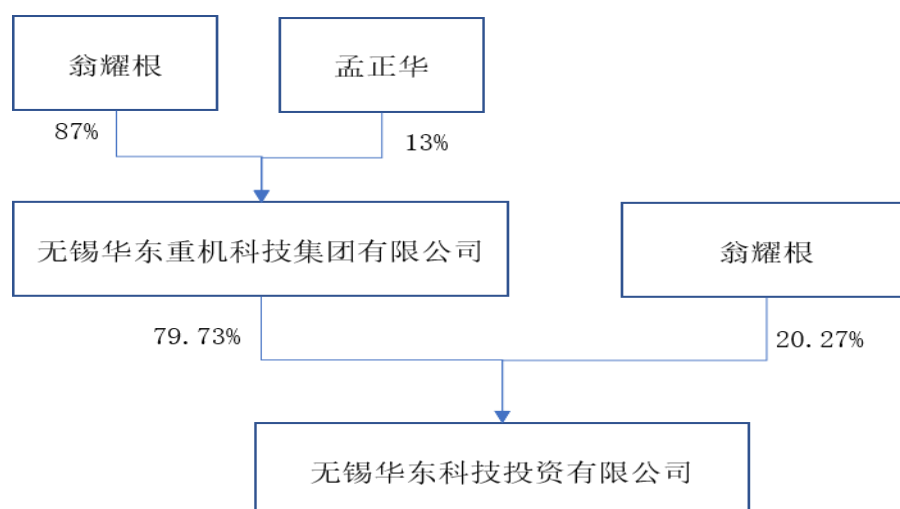 翁耀根
孟正华
87%
13%
无锡华东重机科技集团有限公司
翁耀根
79.73%
20.27%
无锡华东科技投资有限公司